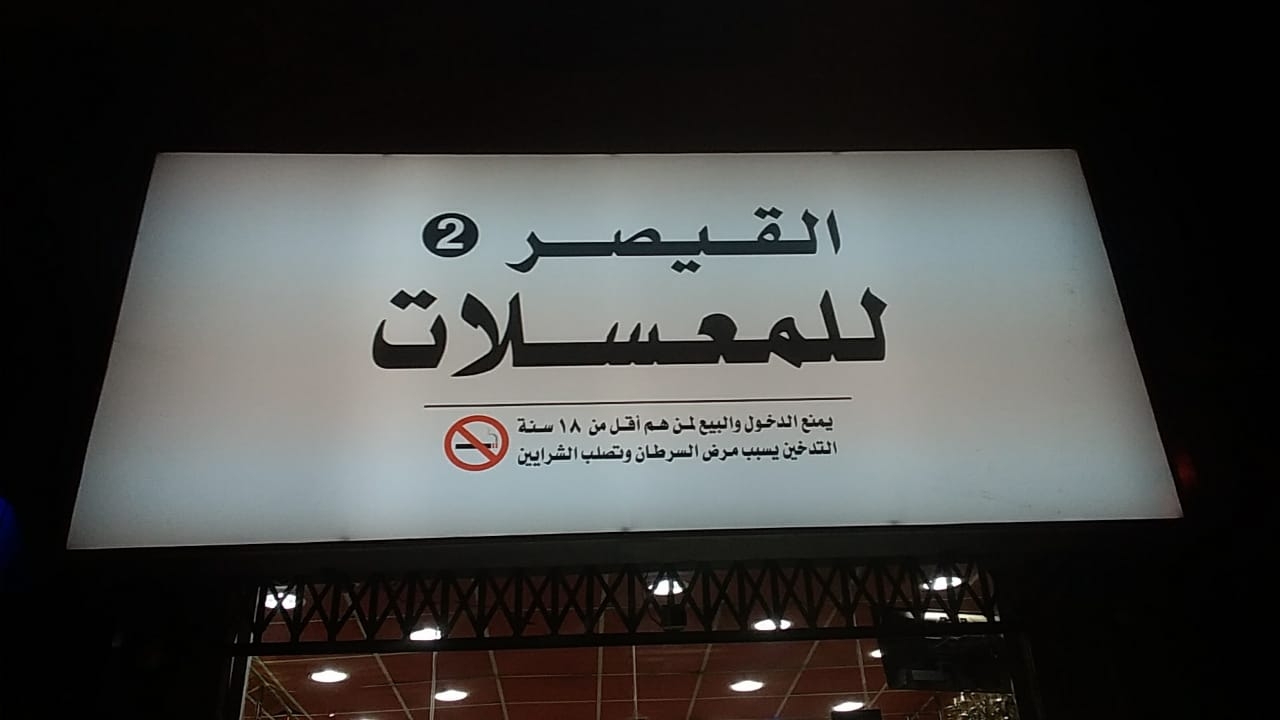 القيصر 2
للمعسلات
يمنع الدخول والبيع لمن هم أقل من ١٨ سنة
التدخين يسبب مرض السرطان وتصلب الشرايين